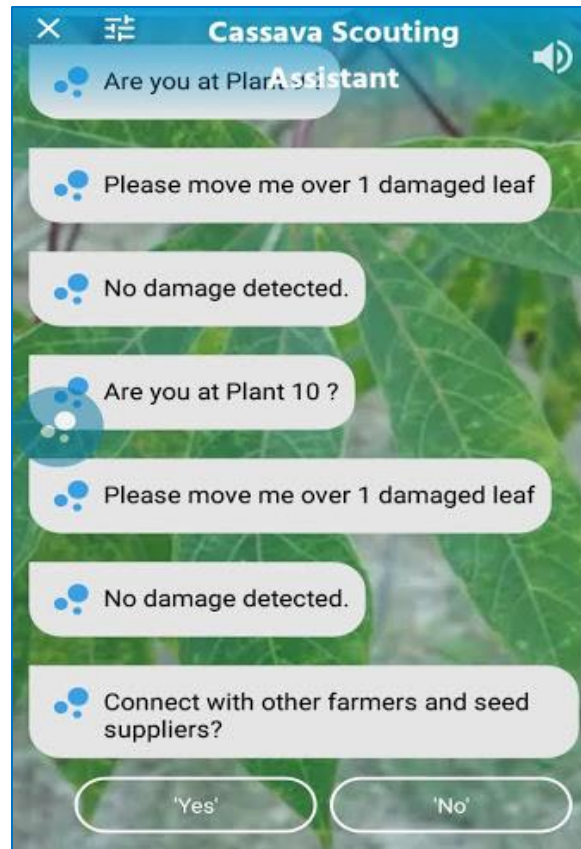 Cassava Scouting
Assistant
Are you at Plant
Please move me over 1 damaged leaf
No damage detected.
Are you at Plant 10 ?
Please move me over 1 damaged leaf
No damage detected.
Connect with other farmers and seed
suppliers?
'Yes'
'No'